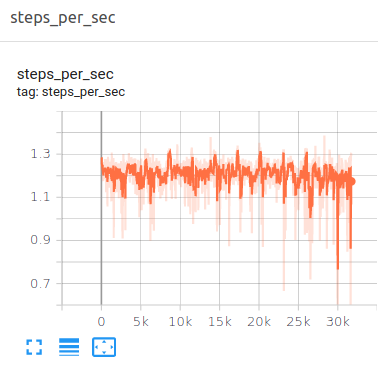 steps_per_sec
steps_per_sec
tag: steps_per_sec
1.3
1.1
0.9
0.7
0 5k 10k 15k 20k 25k 30k